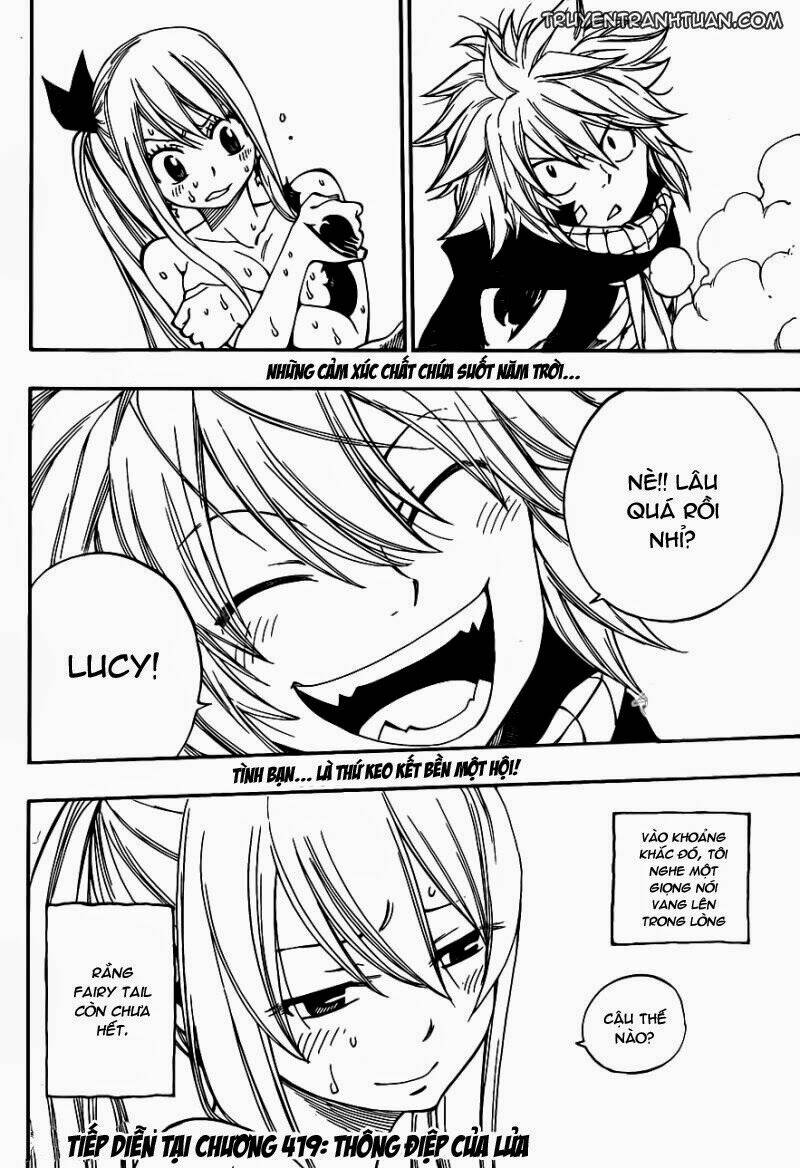 TRUYENTRANHTUAN.COM
NHỮNG CẢM XÚC CHẤT CHỨA SUỐT NĂM TRỜI...
NÈ!! LÂU
QUÁ RỒI
NHỈ?
LUCY!
TÌNH BẠN... LÀ THỨ KEO KẾT BỀN MỘT HỘI!
VÀO KHOẢNG
KHẮC ĐÓ, TÔI
NGHE MỘT
GIỌNG NÓI
VANG LÊN
TRONG LÒNG
RẰNG
FAIRY TAIL
CÒN CHƯA
HẾT.
CẬU THẾ
NÀO?
TIẾP DIỄN TẠI CHƯƠNG 419: THÔNG ĐIỆP CỦA LỬA